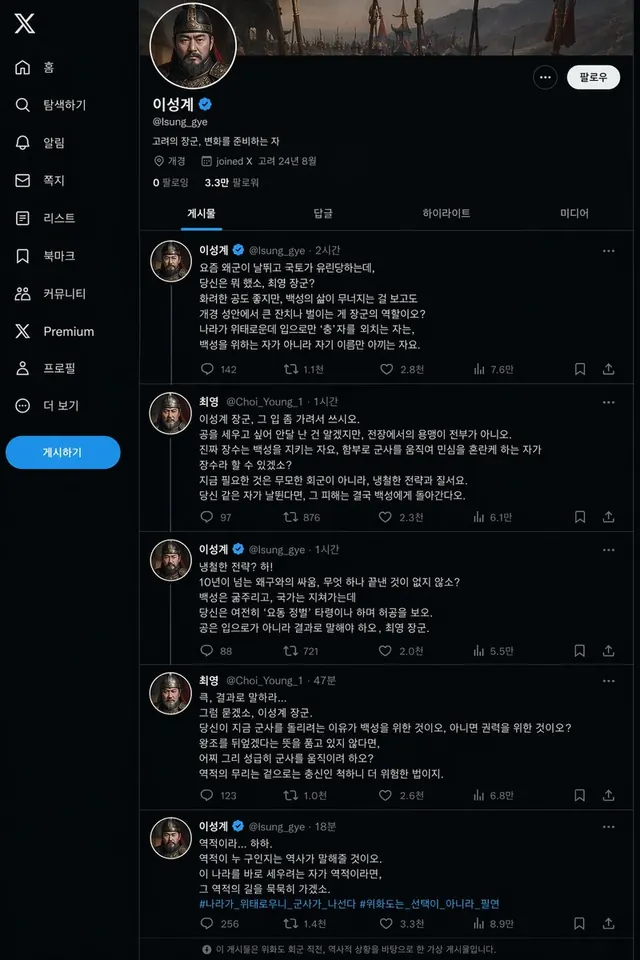 홈
탐색하기
알림
쪽지
리스트
북마크
커뮤니티
Premium
프로필
더 보기
게시하기
팔로우
이성계
@Isung_gye
고려의 장군, 변화를 준비하는 자
개경 joined X 고려 24년 8월
0 팔로잉 3.3만 팔로워
게시물 답글 하이라이트 미디어
이성계 @Isung_gye · 2시간
요즘 왜군이 날뛰고 국토가 유린당하는데,
당신은 뭐 했소, 최영 장군?
화려한 공도 좋지만, 백성의 삶이 무너지는 걸 보고도
개경 성안에서 큰 잔치나 벌이는 게 장군의 역할이오?
나라가 위태로운데 입으로만 '충'자를 외치는 자는,
백성을 위하는 자가 아니라 자기 이름만 아끼는 자요.
142 1.1천 2.8천 7.6만
최영 @Choi_Young_1 · 1시간
이성계 장군, 그 입 좀 가려서 쓰시오.
공을 세우고 싶어 안달 난 건 알겠지만, 전장에서의 용맹이 전부가 아니오.
진짜 장수는 백성을 지키는 자요, 함부로 군사를 움직여 민심을 혼란케 하는 자가
장수라 할 수 있겠소?
지금 필요한 것은 무모한 회군이 아니라, 냉철한 전략과 질서요.
당신 같은 자가 날뛴다면, 그 피해는 결국 백성에게 돌아간다오.
97 876 2.3천 6.1만
이성계 @Isung_gye · 1시간
냉철한 전략? 하!
10년이 넘는 왜구와의 싸움, 무엇 하나 끝낸 것이 없지 않소?
백성은 굶주리고, 국가는 지쳐가는데
당신은 여전히 '요동 정벌' 타령이나 하며 허공을 보오.
공은 입으로가 아니라 결과로 말해야 하오, 최영 장군.
88 721 2.0천 5.5만
최영 @Choi_Young_1 · 47분
큭, 결과로 말하라...
그럼 묻겠소, 이성계 장군.
당신이 지금 군사를 돌리려는 이유가 백성을 위한 것이오, 아니면 권력을 위한 것이오?
왕조를 뒤엎겠다는 뜻을 품고 있지 않다면,
어찌 그리 성급히 군사를 움직이려 하오?
역적의 무리는 겉으로는 충신인 척하니 더 위험한 법이지.
123 1.0천 2.6천 6.8만
이성계 @Isung_gye · 18분
역적이라... 하하.
역적이 누 구인지는 역사가 말해줄 것이오.
이 나라를 바로 세우려는 자가 역적이라면,
그 역적의 길을 묵묵히 가겠소.
#나라가_위태로우니_군사가_나선다 #위화도는_선택이_아니라_필연
256 1.4천 3.3천 8.9만
이 게시물은 위화도 회군 직전, 역사적 상황을 바탕으로 한 가상 게시물입니다.